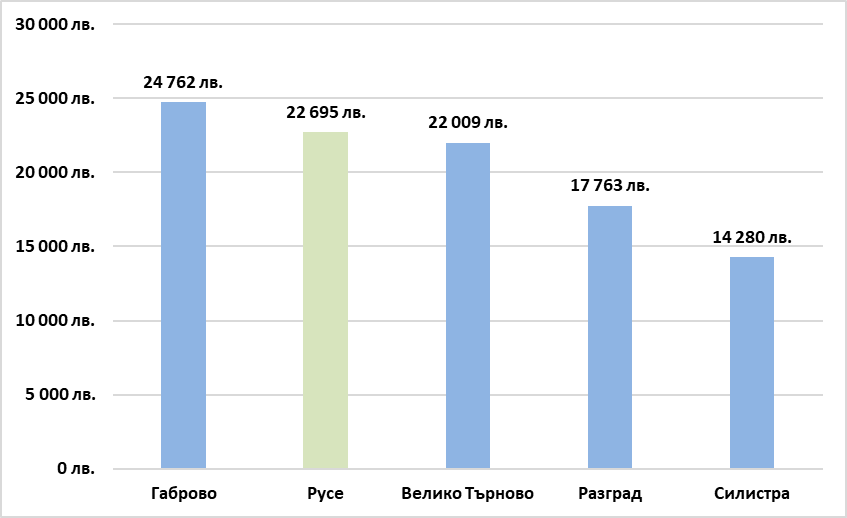 30 000 лв.
25 000 лв.
20 000 лв.
15 000 лв.
10 000 лв.
5 000 лв.
0 лв.
24 762 лв.
22 695 лв.
22 009 лв.
17 763 лв.
14 280 лв.
Габрово
Русе
Велико Търново
Разград
Силистра